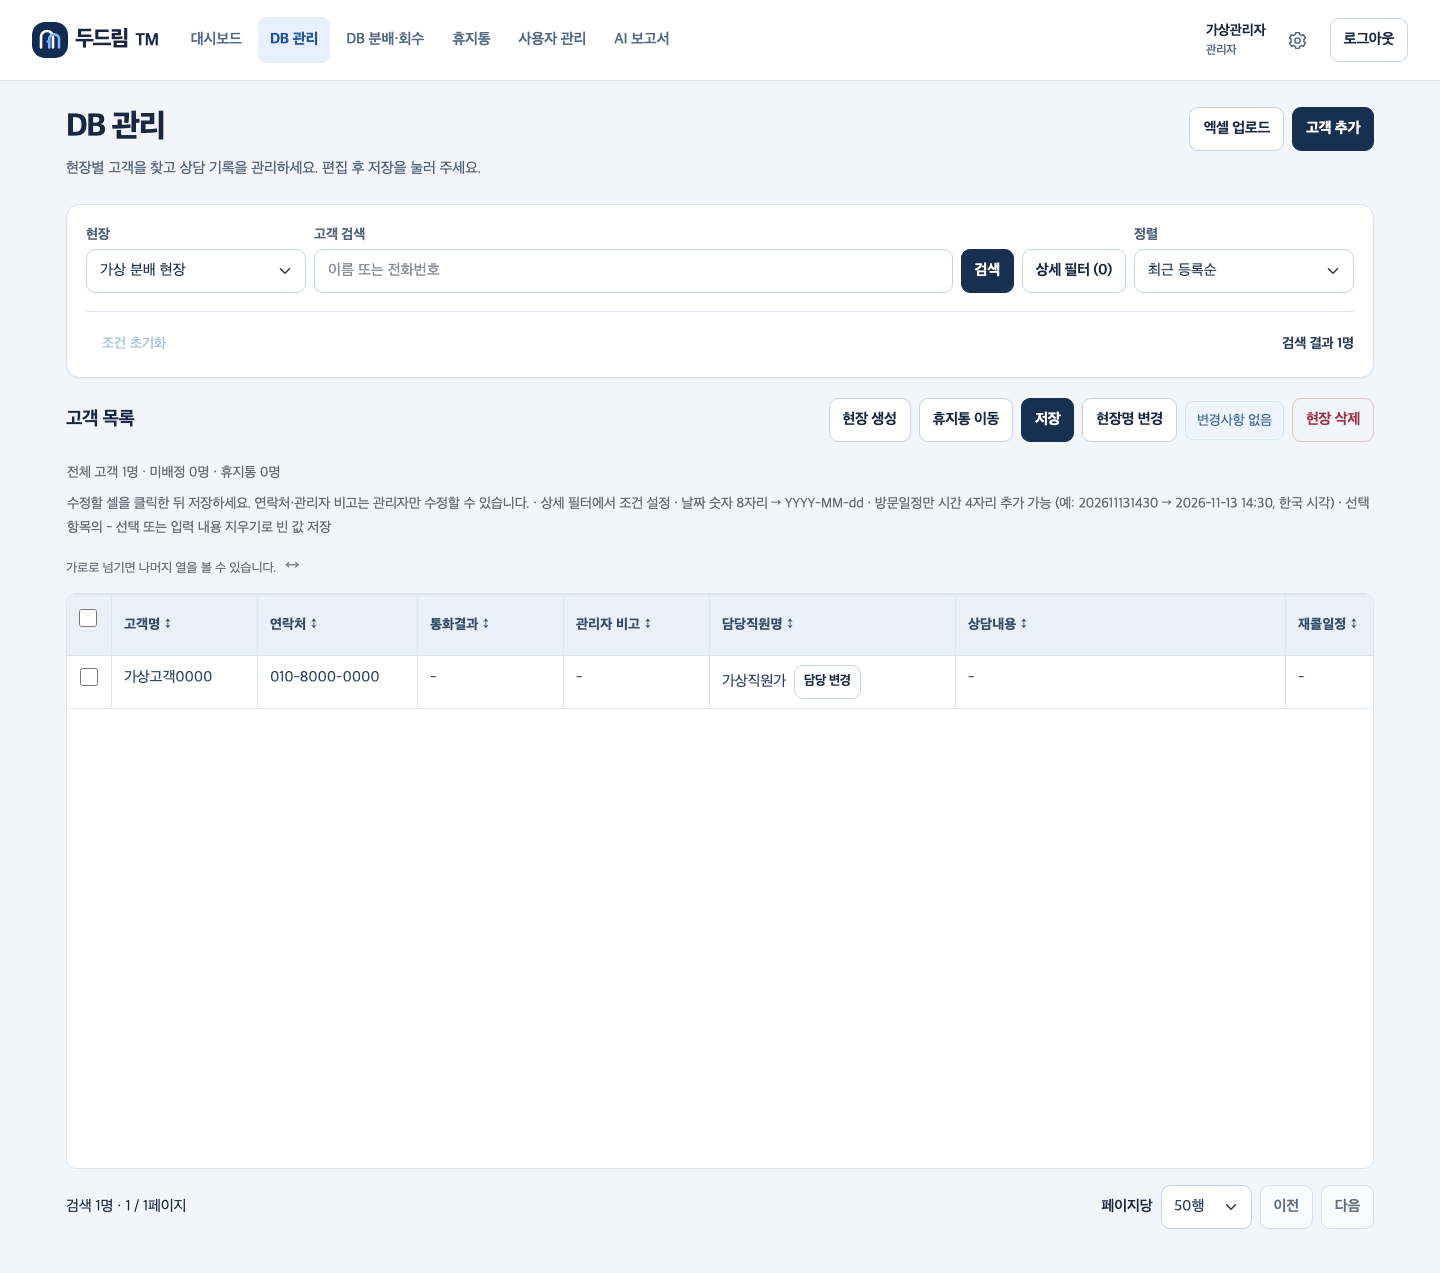 두드림 TM
대시보드
DB 관리
DB 분배·회수
휴지통
사용자 관리
AI 보고서
가상관리자
관리자
로그아웃
DB 관리
현장별 고객을 찾고 상담 기록을 관리하세요. 편집 후 저장을 눌러 주세요.
엑셀 업로드
고객 추가
현장
고객 검색
정렬
가상 분배 현장
이름 또는 전화번호
검색
상세 필터 (0)
최근 등록순
조건 초기화
검색 결과 1명
고객 목록
현장 생성
휴지통 이동
저장
현장명 변경
변경사항 없음
현장 삭제
전체 고객 1명 · 미배정 0명 · 휴지통 0명
수정할 셀을 클릭한 뒤 저장하세요. 연락처·관리자 비고는 관리자만 수정할 수 있습니다. · 상세 필터에서 조건 설정 · 날짜 숫자 8자리 → YYYY-MM-dd · 방문일정만 시간 4자리 추가 가능 (예: 202611131430 → 2026-11-13 14:30, 한국 시각) · 선택
항목의 - 선택 또는 입력 내용 지우기로 빈 값 저장
가로로 넘기면 나머지 열을 볼 수 있습니다. ↔
고객명 ↕ 연락처 ↕ 통화결과 ↕ 관리자 비고 ↕ 담당직원명 ↕ 상담내용 ↕ 재콜일정 ↕
가상고객0000 010-8000-0000 - - 가상직원가 담당 변경 - -
검색 1명 · 1 / 1페이지
페이지당
50행
이전
다음